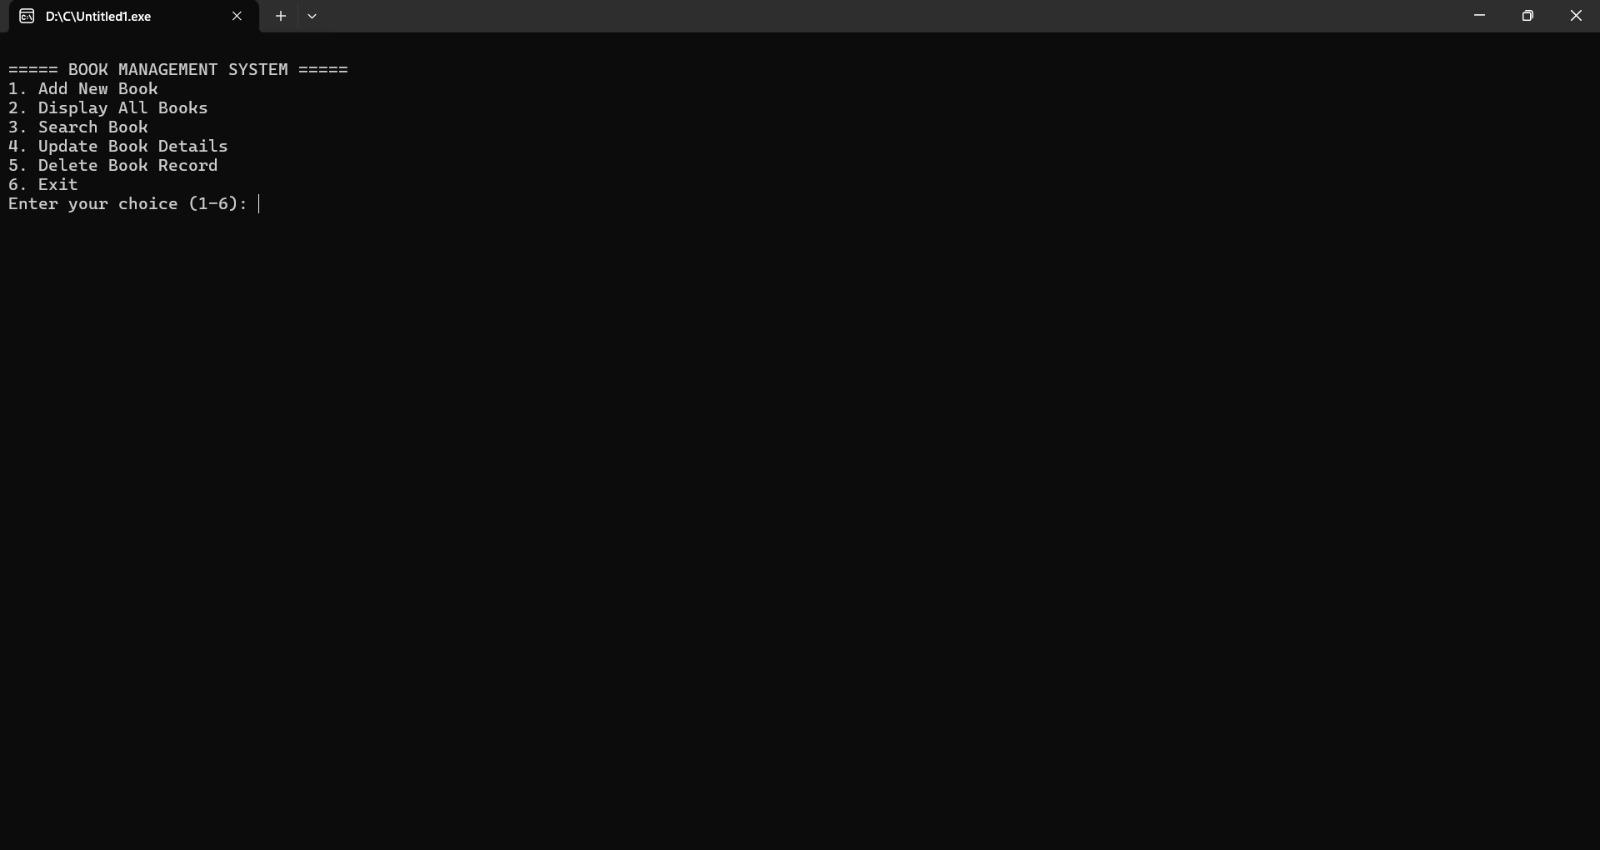 D:\C\Untitled1.exe
===== BOOK MANAGEMENT SYSTEM =====
1. Add New Book
2. Display All Books
3. Search Book
4. Update Book Details
5. Delete Book Record
6. Exit
Enter your choice (1-6):